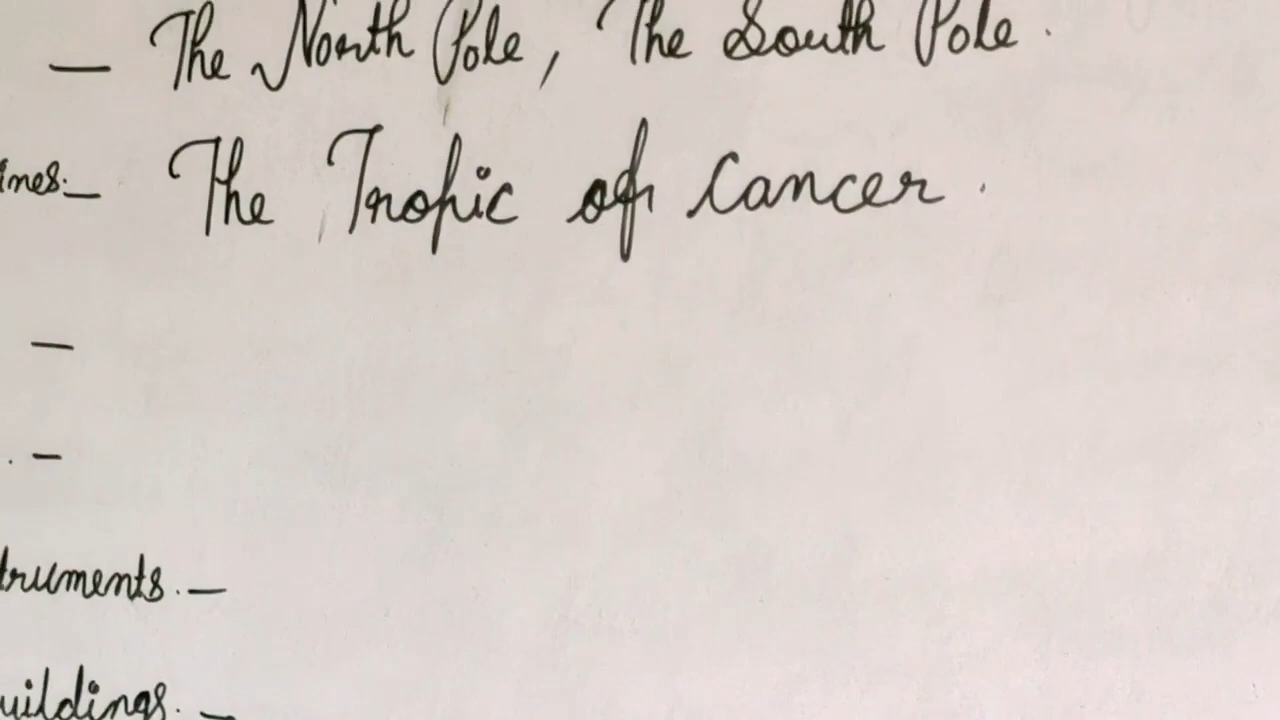 — The North Pole, The South Pole.
ines. — The Tropic of Cancer.
—
. —
truments. —
uildings. —